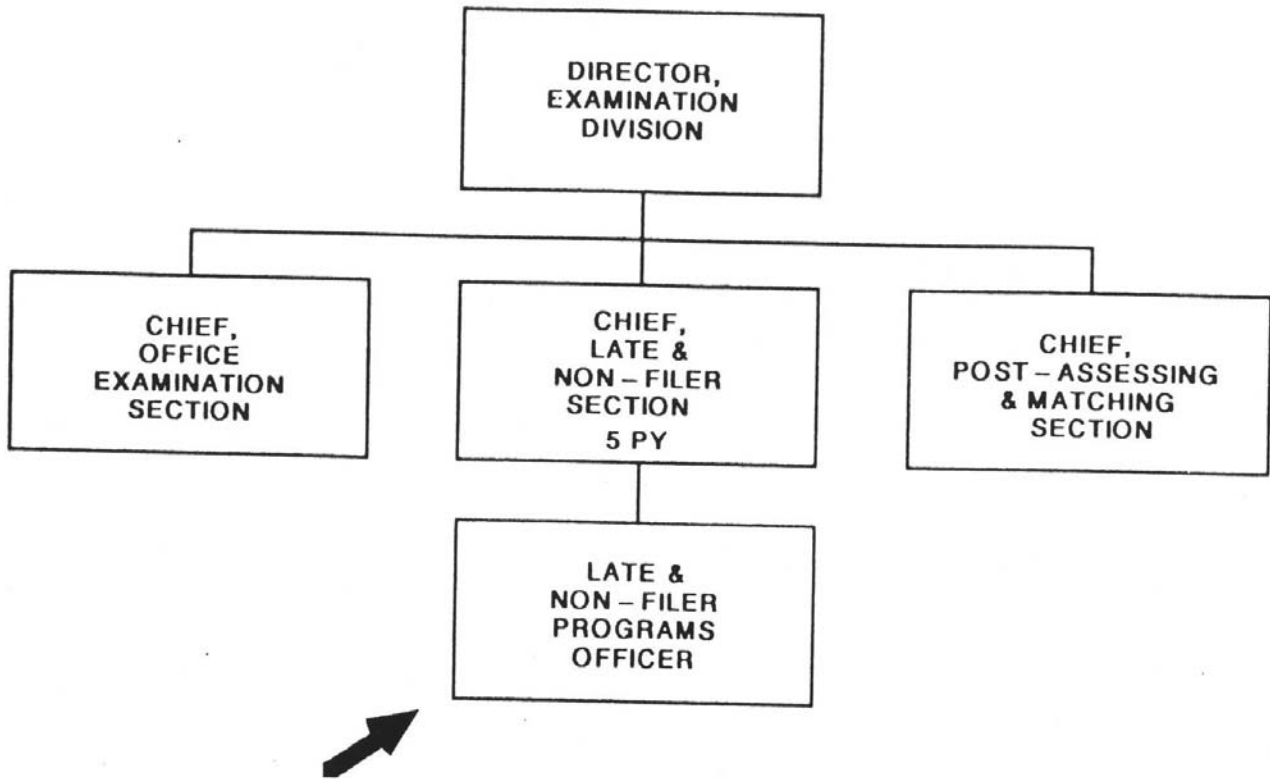 DIRECTOR,
EXAMINATION
DIVISION
CHIEF,
OFFICE
EXAMINATION
SECTION
CHIEF,
LATE &
NON – FILER
SECTION
5 PY
CHIEF,
POST – ASSESSING
& MATCHING
SECTION
LATE &
NON – FILER
PROGRAMS
OFFICER